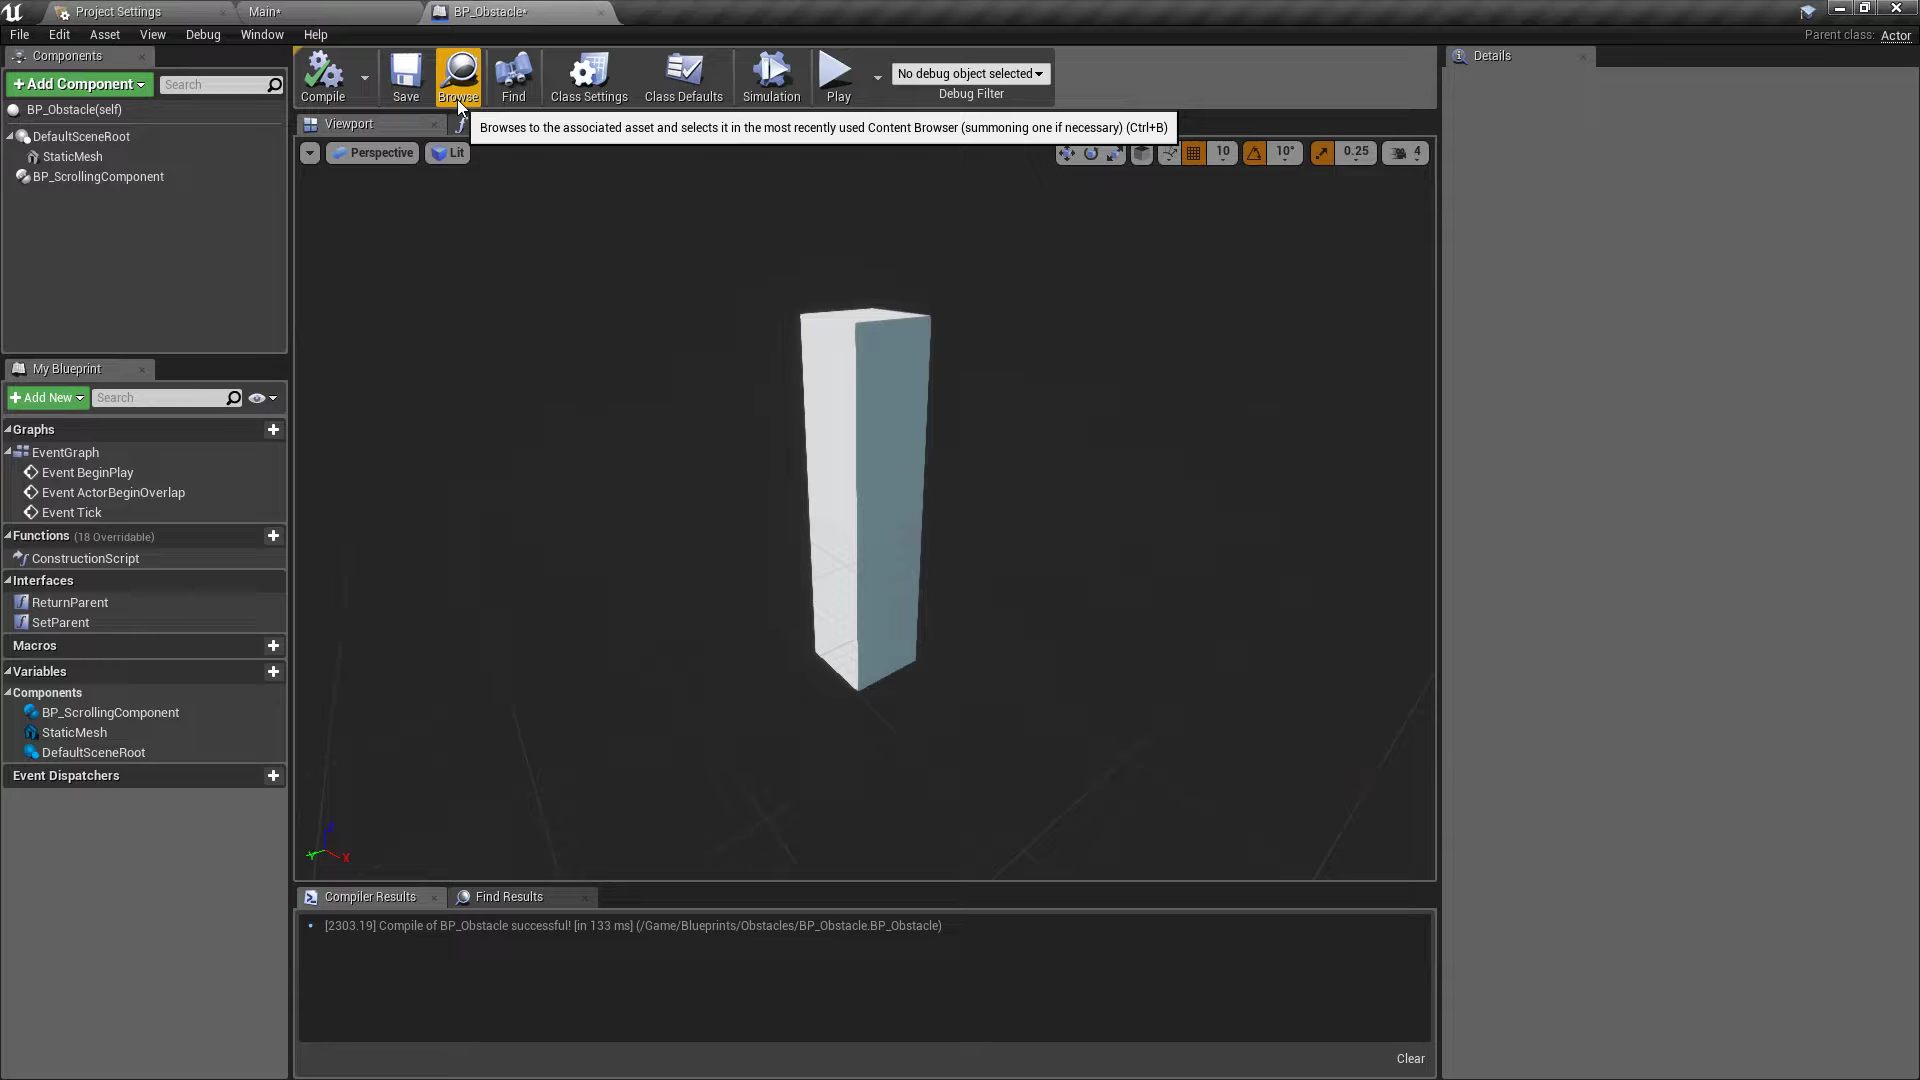 Project Settings
Main*
BP_Obstacle*
File Edit Asset View Debug Window Help
Parent class: Actor
Components
+ Add Component
Search
BP_Obstacle(self)
DefaultSceneRoot
StaticMesh
BP_ScrollingComponent
My Blueprint
+ Add New
Search
Graphs
EventGraph
Event BeginPlay
Event ActorBeginOverlap
Event Tick
Functions (18 Overridable)
ConstructionScript
Interfaces
ReturnParent
SetParent
Macros
Variables
Components
BP_ScrollingComponent
StaticMesh
DefaultSceneRoot
Event Dispatchers
Compile
Save
Browse
Find
Class Settings
Class Defaults
Simulation
Play
No debug object selected
Debug Filter
Viewport
Browses to the associated asset and selects it in the most recently used Content Browser (summoning one if necessary) (Ctrl+B)
Perspective
Lit
10
10°
0.25
4
Z
Y
X
Compiler Results
Find Results
[2303.19] Compile of BP_Obstacle successful! [in 133 ms] (/Game/Blueprints/Obstacles/BP_Obstacle.BP_Obstacle)
Clear
Details